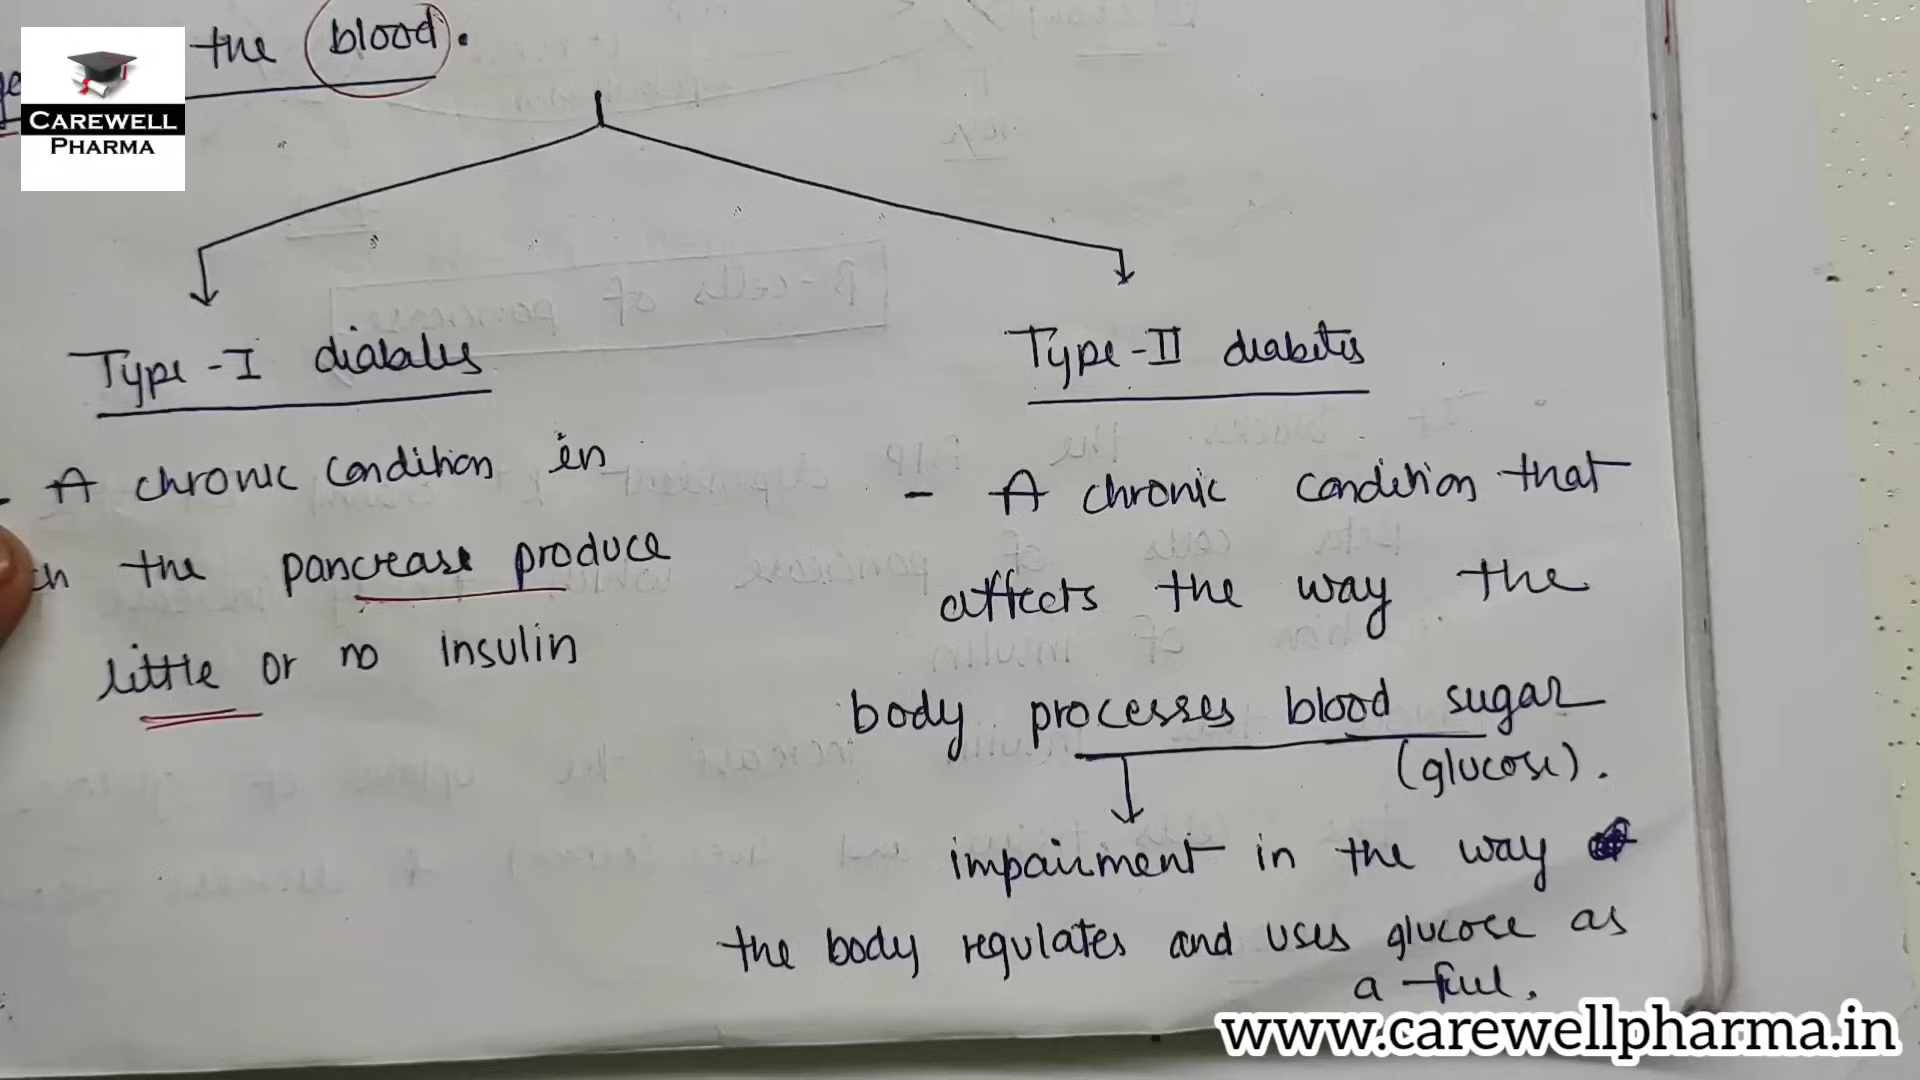 the blood.
CAREWELL
PHARMA
Type-I diabetes
Type-II diabetes
- A chronic condition in
the pancrease produce
little or no insulin
- A chronic condition that
affects the way the
body processes blood sugar
(glucose).
impairment in the way
the body regulates and uses glucose as
a fuel.
www.carewellpharma.in